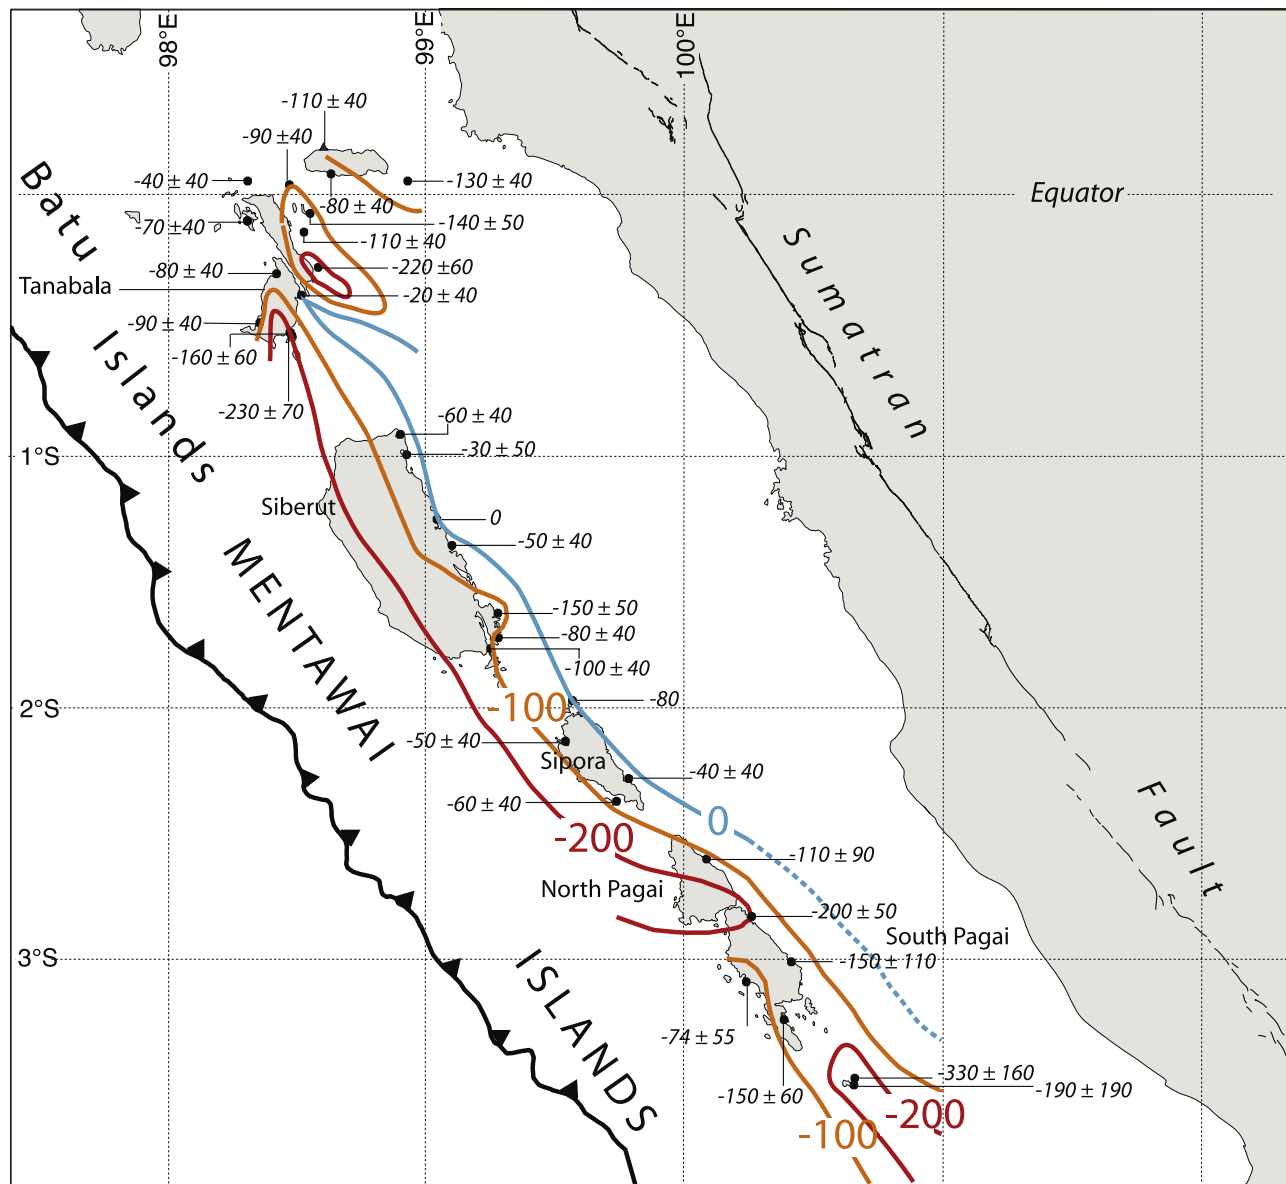 98°E
99°E
100°E
-110 ± 40
-90 ± 40
-40 ± 40
-130 ± 40
-80 ± 40
Equator
-70 ± 40
-140 ± 50
-110 ± 40
Batu
Islands
-80 ± 40
-220 ± 60
Tanabala
-20 ± 40
-90 ± 40
-160 ± 60
-230 ± 70
Sumatran
Fault
-60 ± 40
-30 ± 50
1°S
Siberut
0
-50 ± 40
MENTAWAI
ISLANDS
-150 ± 50
-80 ± 40
-100 ± 40
-80
-100
2°S
-50 ± 40
Sipora
-40 ± 40
-60 ± 40
0
-200
-110 ± 90
North Pagai
-200 ± 50
South Pagai
3°S
-150 ± 110
-74 ± 55
-150 ± 60
-330 ± 160
-190 ± 190
-200
-100